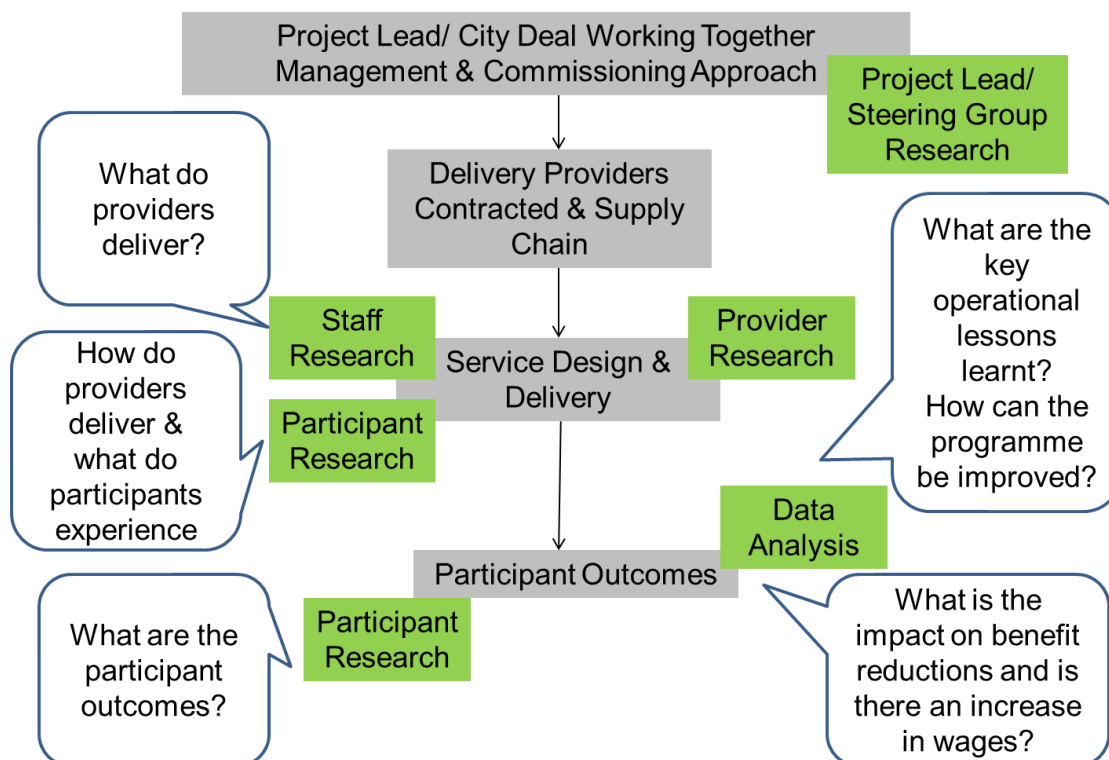 Project Lead/ City Deal Working Together
Management & Commissioning Approach
Project Lead/
Steering Group
Research
What do
providers
deliver?
Delivery Providers
Contracted & Supply
Chain
What are the
key
operational
lessons
learnt?
How can the
programme
be improved?
Staff
Research
Provider
Research
How do
providers
deliver &
what do
participants
experience
Service Design &
Delivery
Participant
Research
Data
Analysis
Participant Outcomes
What are the
participant
outcomes?
Participant
Research
What is the
impact on benefit
reductions and is
there an increase
in wages?